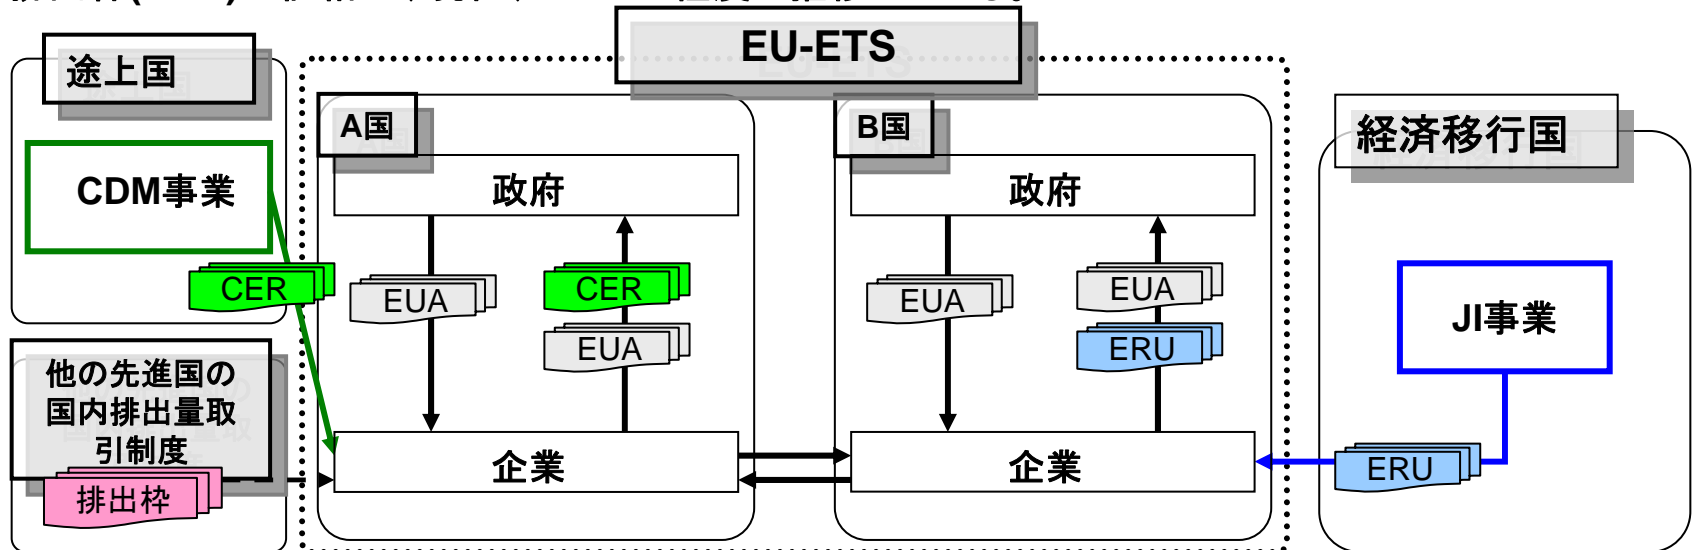 EU-ETS
途上国
CDM事業
CER
他の先進国の
国内排出量取
引制度
排出枠
A国
政府
EUA
CER
EUA
企業
B国
政府
EUA
EUA
ERU
企業
経済移行国
JI事業
ERU